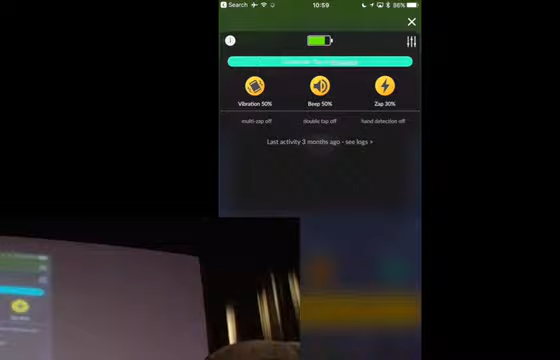 Search 10:59 86%
Vibration 50% Beep 50% Zap 30%
multi-zap off double tap off hand detection off
Last activity 3 months ago - see logs >